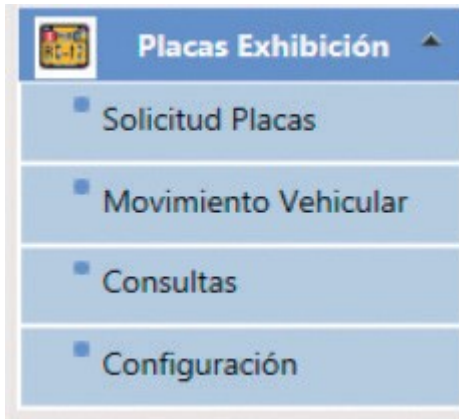 Placas Exhibición
Solicitud Placas
Movimiento Vehicular
Consultas
Configuración